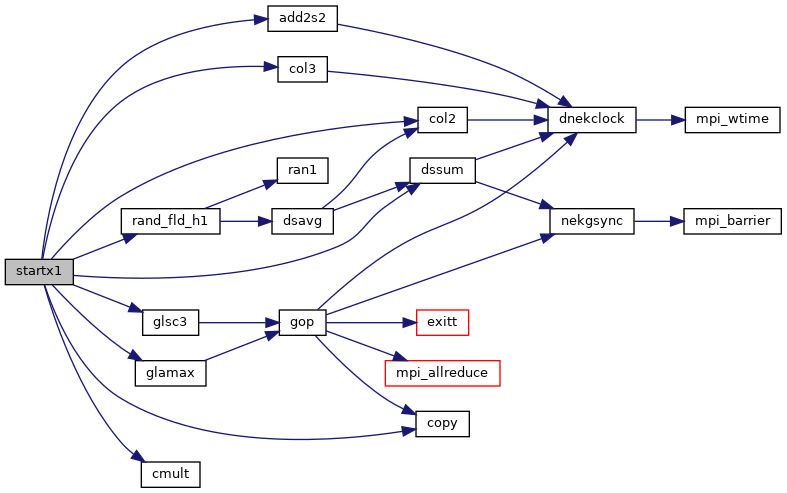 add2s2
col3
col2
dnekclock
mpi_wtime
ran1
dssum
rand_fld_h1
dsavg
nekgsync
mpi_barrier
startx1
glsc3
gop
exitt
glamax
mpi_allreduce
copy
cmult